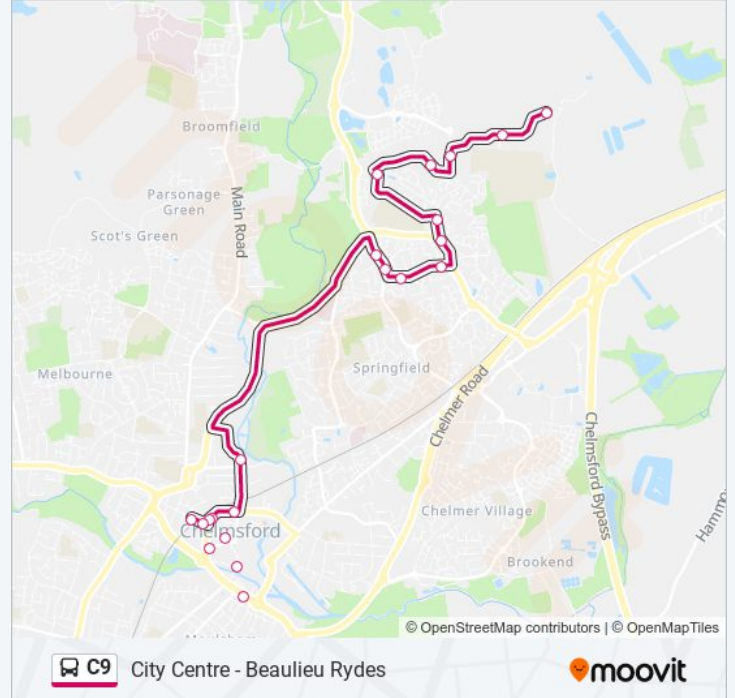 Broomfield
Parsonage
Green
Main Road
Scot's Green
Melbourne
Springfield
Chelmer Road
Chelmsford Bypass
Chelmer Village
Chelmsford
Brookend
© OpenStreetMap contributors | © OpenMapTiles
C9
City Centre - Beaulieu Rydes
moovit